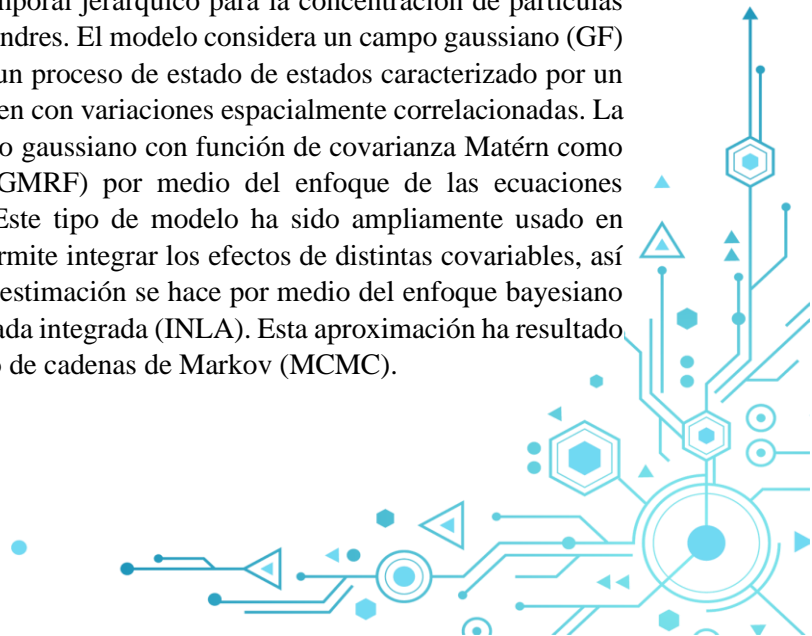 mporal jerárquico para la concentración de partículas
ndres. El modelo considera un campo gaussiano (GF)
un proceso de estado de estados caracterizado por un
en con variaciones espacialmente correlacionadas. La
o gaussiano con función de covarianza Matérn como
GMRF) por medio del enfoque de las ecuaciones
Este tipo de modelo ha sido ampliamente usado en
rmite integrar los efectos de distintas covariables, así
estimación se hace por medio del enfoque bayesiano
ada integrada (INLA). Esta aproximación ha resultado
o de cadenas de Markov (MCMC).